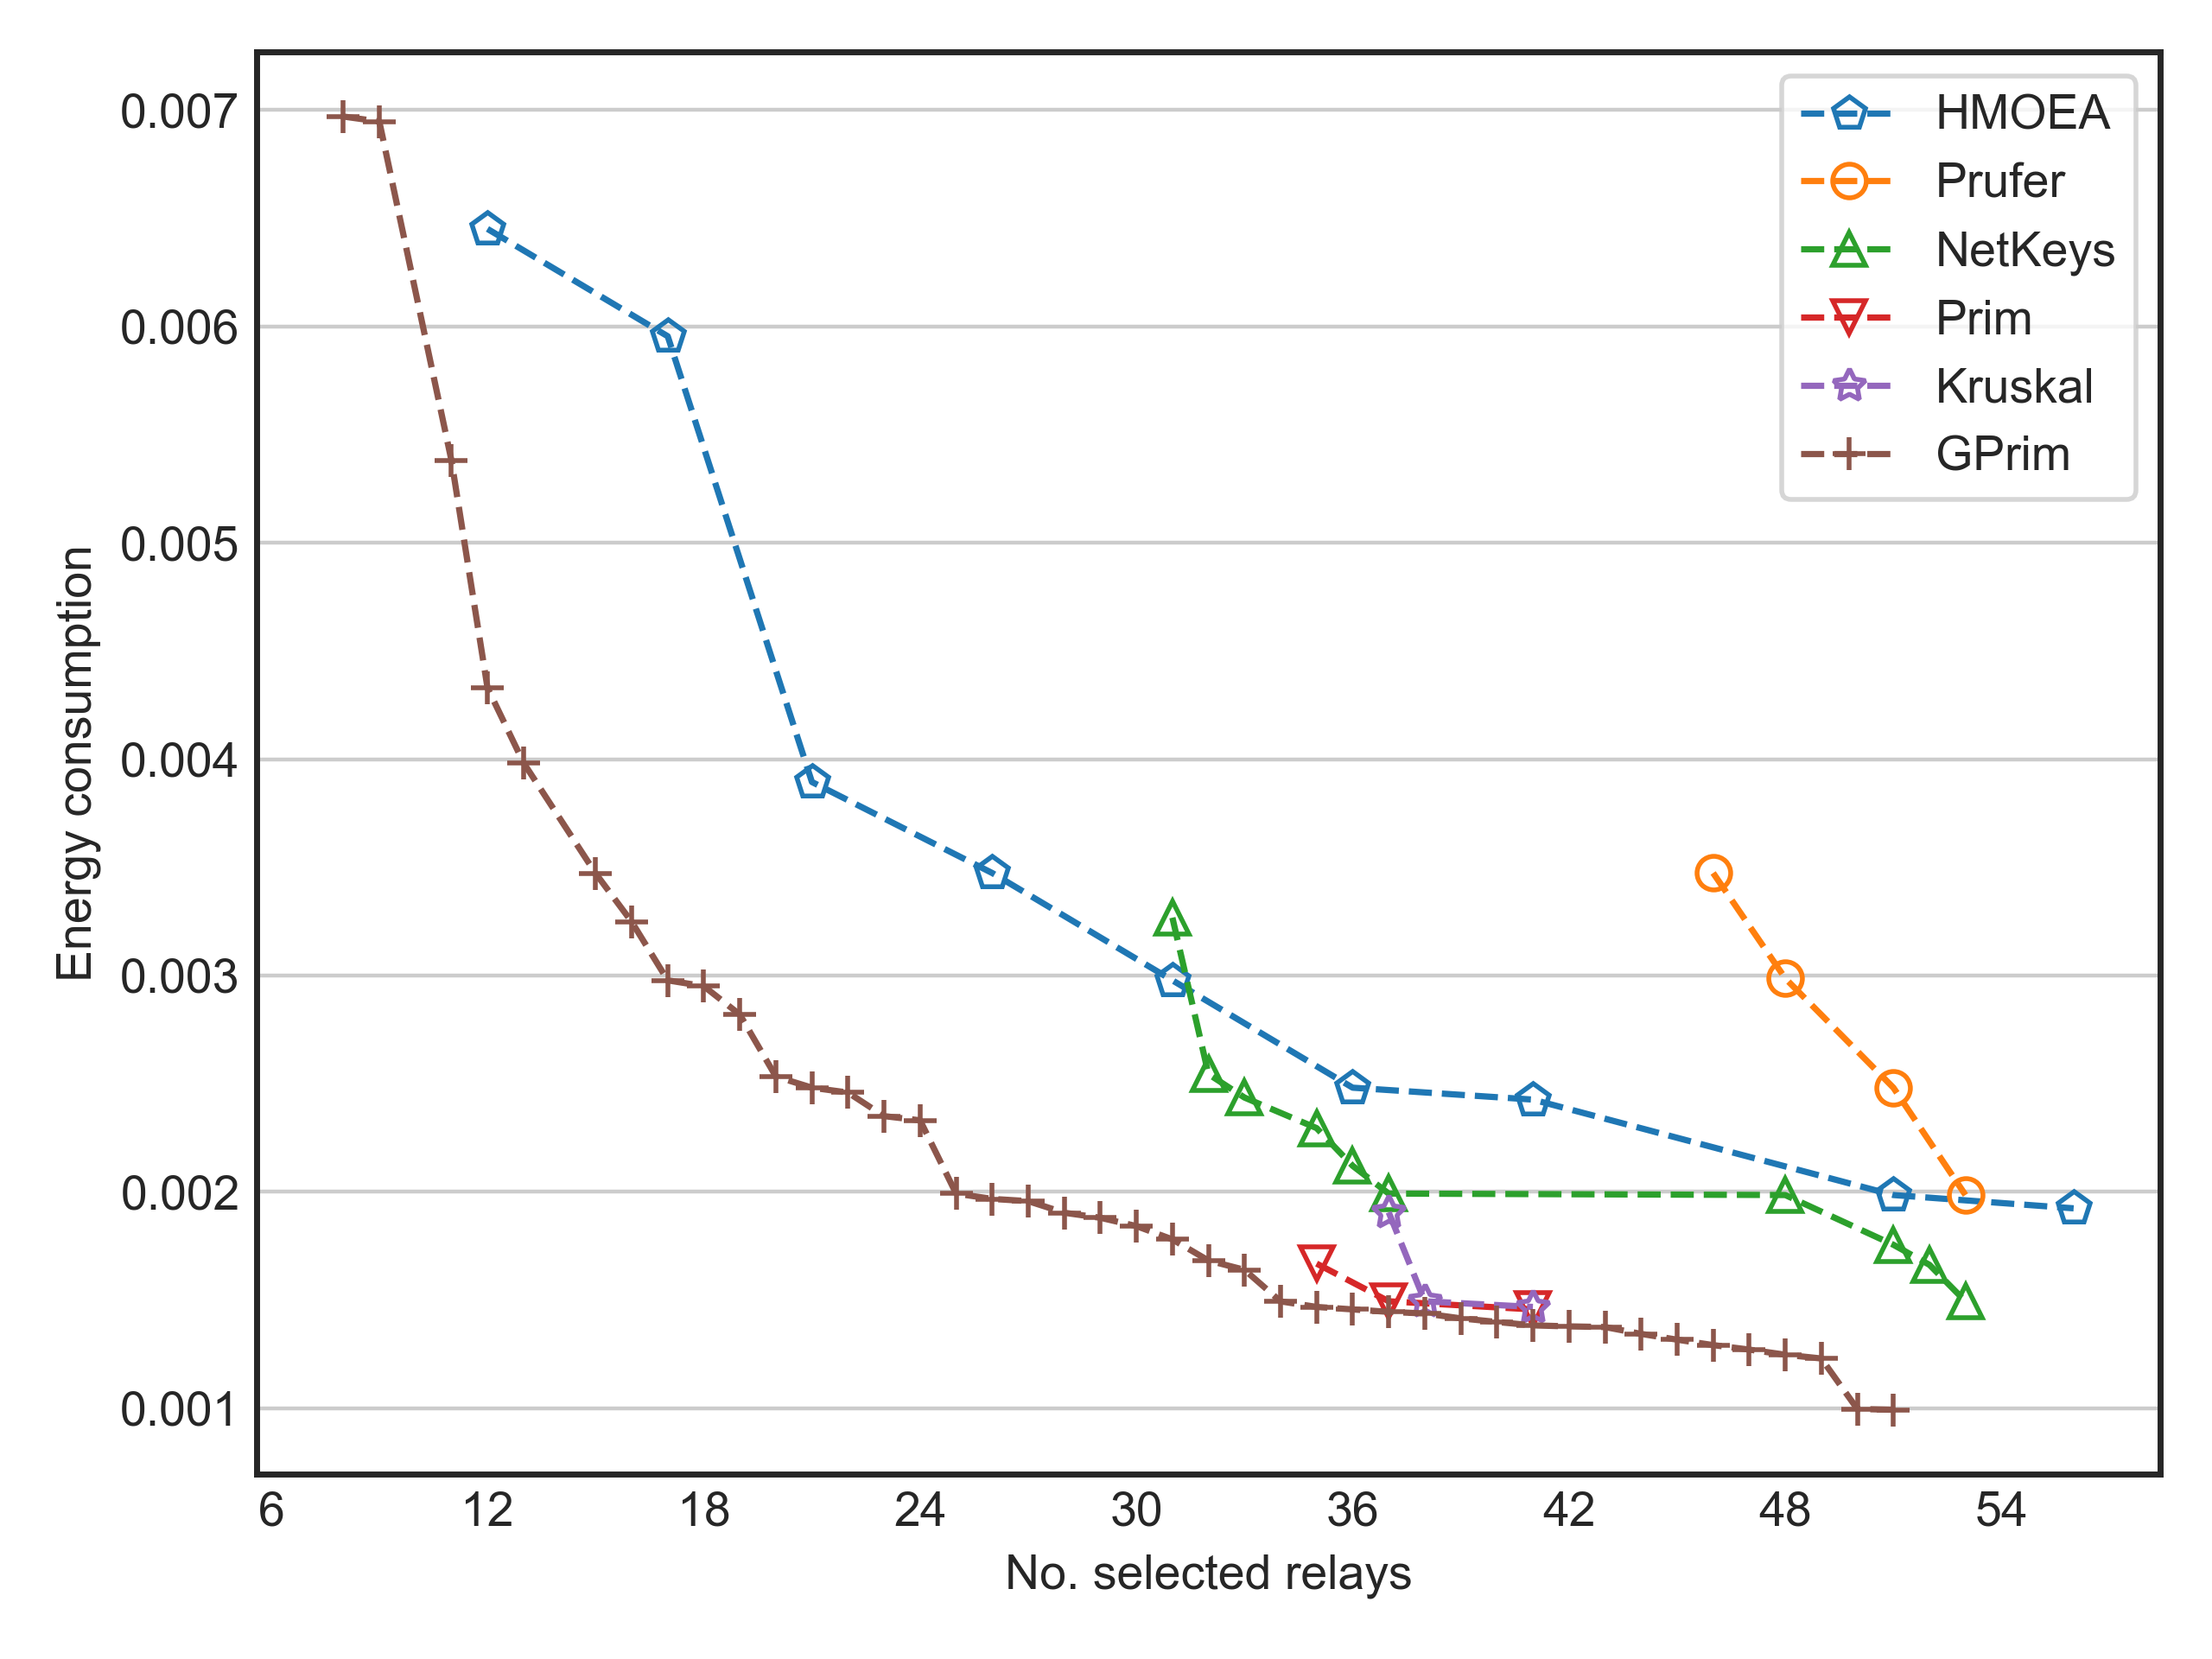 0.007
0.006
0.005
0.004
0.003
0.002
0.001
Energy consumption
6 12 18 24 30 36 42 48 54
No. selected relays
HMOEA
Prufer
NetKeys
Prim
Kruskal
GPrim